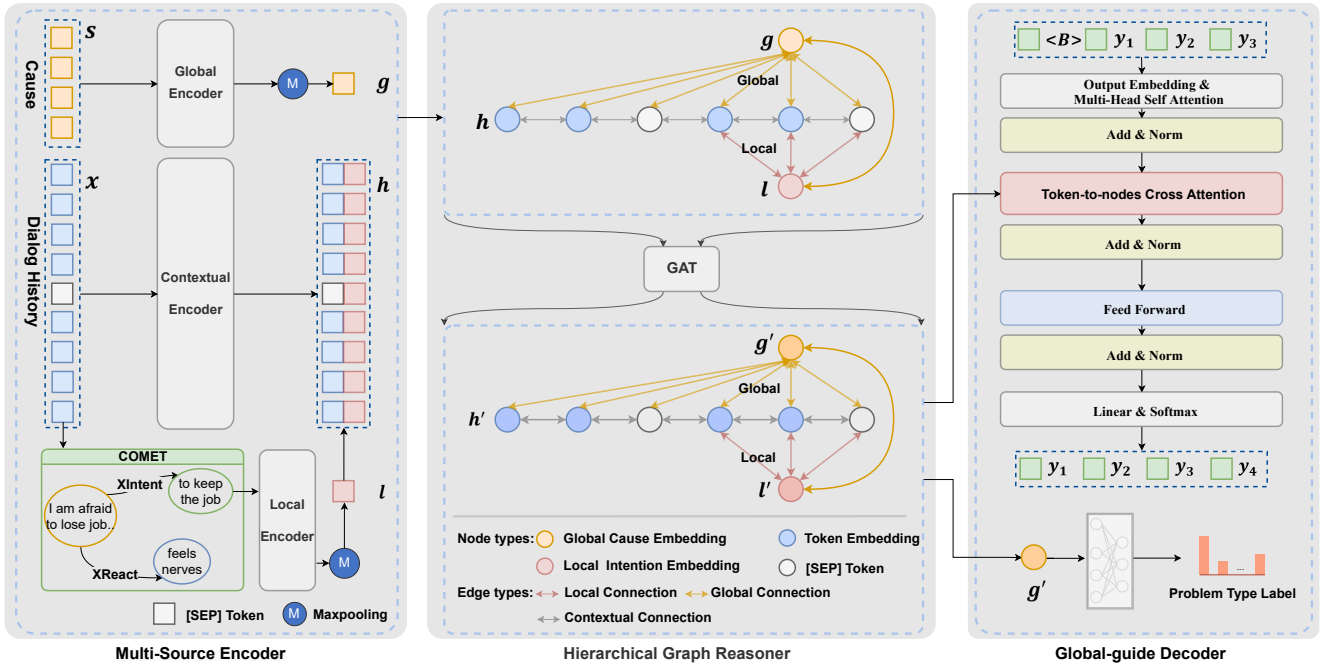 s
Cause
Global
Encoder
M
g
x
Dialog History
Contextual
Encoder
h
COMET
XIntent
to keep
the job
I am afraid
to lose job..
XReact
feels
nerves
Local
Encoder
l
M
[SEP] Token
M
Maxpooling
Multi-Source Encoder
g
Global
h
Local
l
GAT
g'
Global
h'
Local
l'
Node types:
Global Cause Embedding
Token Embedding
Local Intention Embedding
[SEP] Token
Edge types:
Local Connection
Global Connection
Contextual Connection
Hierarchical Graph Reasoner
<B> y1 y2 y3
Output Embedding &
Multi-Head Self Attention
Add & Norm
Token-to-nodes Cross Attention
Add & Norm
Feed Forward
Add & Norm
Linear & Softmax
y1 y2 y3 y4
g'
...
Problem Type Label
Global-guide Decoder